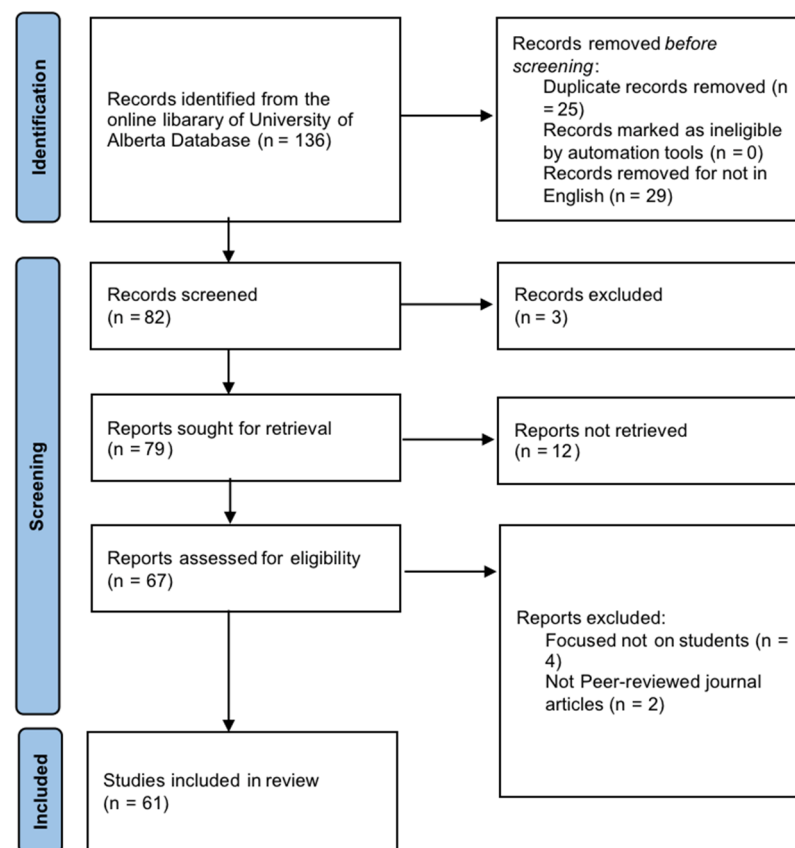 Identification
Records identified from the
online libarary of University of
Alberta Database (n = 136)
Records removed before
screening:
Duplicate records removed (n
= 25)
Records marked as ineligible
by automation tools (n = 0)
Records removed for not in
English (n = 29)
Screening
Records screened
(n = 82)
Records excluded
(n = 3)
Reports sought for retrieval
(n = 79)
Reports not retrieved
(n = 12)
Reports assessed for eligibility
(n = 67)
Reports excluded:
Focused not on students (n =
4)
Not Peer-reviewed journal
articles (n = 2)
Included
Studies included in review
(n = 61)